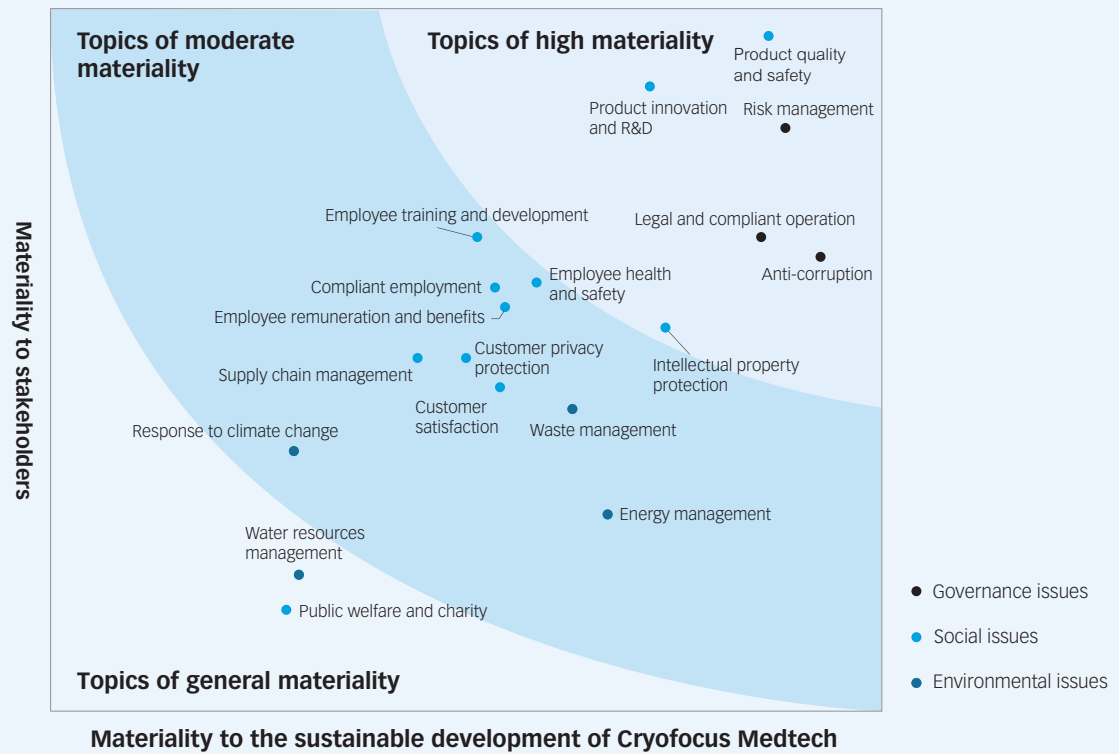 Topics of moderate
materiality
Topics of high materiality
Product quality
and safety
Product innovation
and R&D
Risk management
Employee training and development
Legal and compliant operation
Anti-corruption
Compliant employment
Employee health
and safety
Employee remuneration and benefits
Supply chain management
Customer privacy
protection
Intellectual property
protection
Customer
satisfaction
Waste management
Response to climate change
Energy management
Water resources
management
Public welfare and charity
Topics of general materiality
Materiality to stakeholders
Materiality to the sustainable development of Cryofocus Medtech
Governance issues
Social issues
Environmental issues